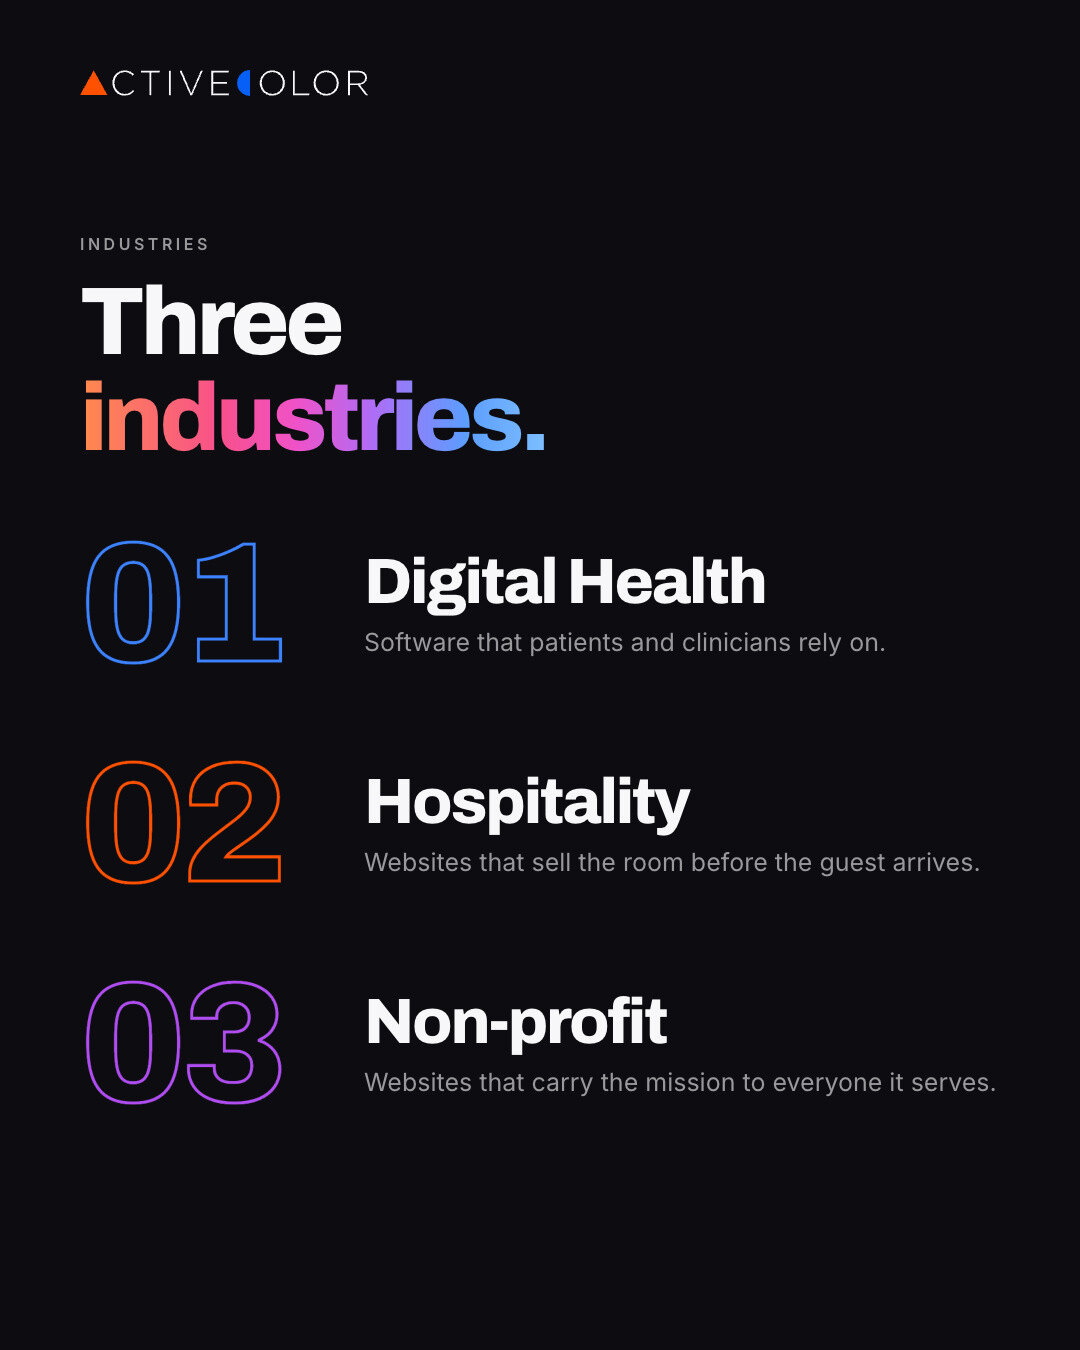 ACTIVECOLOR
INDUSTRIES
Three
industries.
01
Digital Health
Software that patients and clinicians rely on.
02
Hospitality
Websites that sell the room before the guest arrives.
03
Non-profit
Websites that carry the mission to everyone it serves.